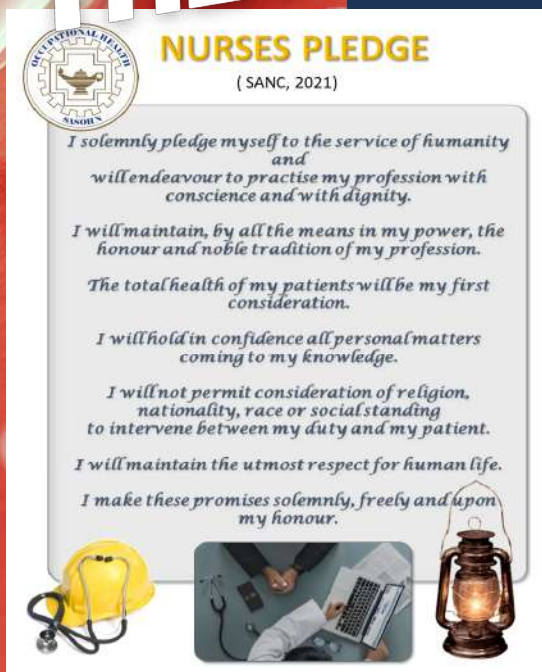 OCCUPATIONAL HEALTH
SASOHN
NURSES PLEDGE
( SANC, 2021)
I solemnly pledge myself to the service of humanity
and
will endeavour to practise my profession with
conscience and with dignity.
I will maintain, by all the means in my power, the
honour and noble tradition of my profession.
The total health of my patients will be my first
consideration.
I will hold in confidence all personal matters
coming to my knowledge.
I will not permit consideration of religion,
nationality, race or social standing
to intervene between my duty and my patient.
I will maintain the utmost respect for human life.
I make these promises solemnly, freely and upon
my honour.